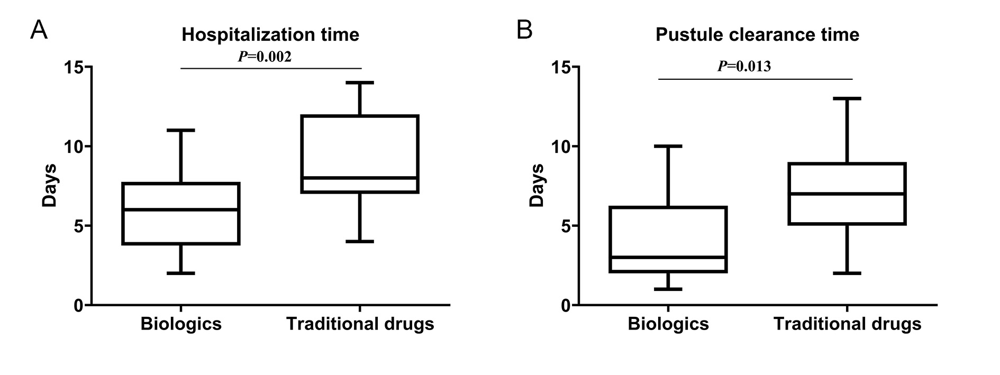 A
Hospitalization time
P=0.002
15
10
5
0
Days
Biologics
Traditional drugs
B
Pustule clearance time
P=0.013
15
10
5
0
Days
Biologics
Traditional drugs